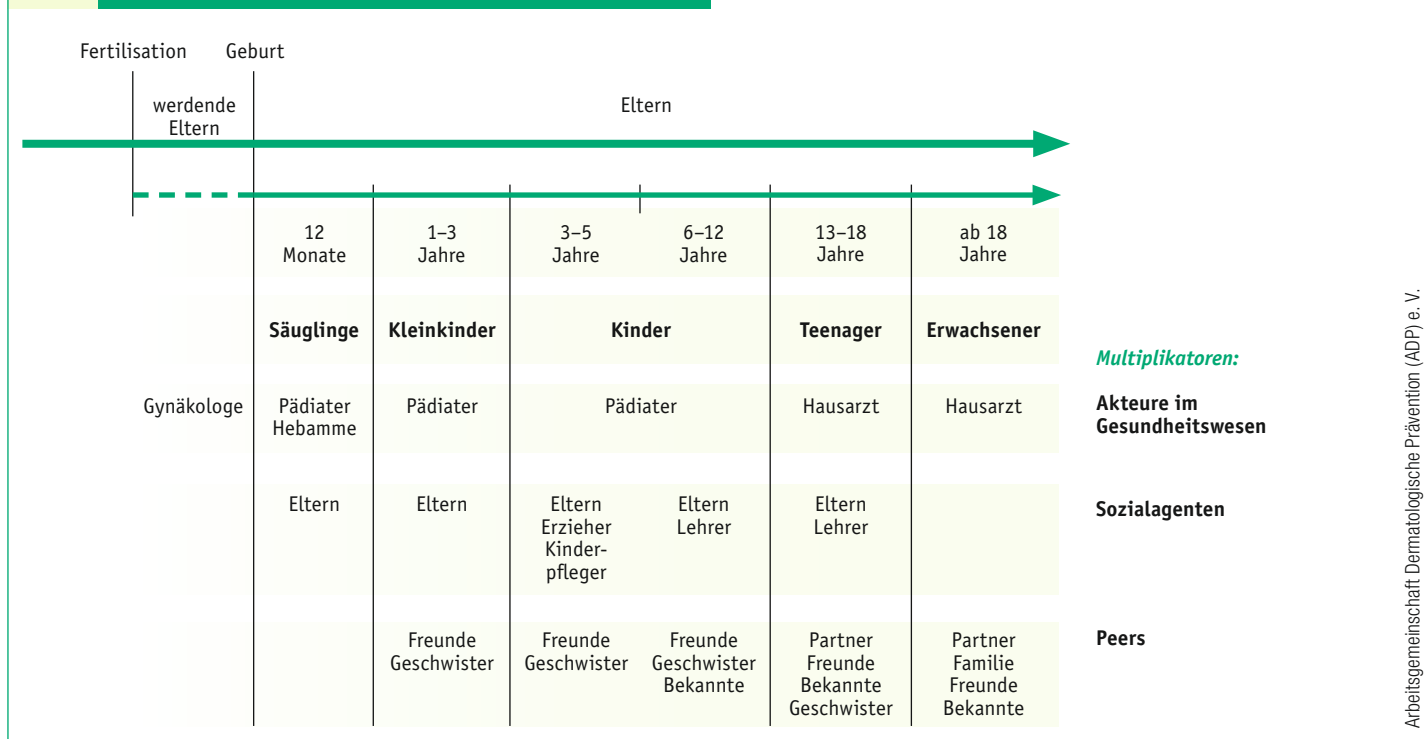 Fertilisation Geburt
werdende
Eltern
Eltern
12
Monate
1–3
Jahre
3–5
Jahre
6–12
Jahre
13–18
Jahre
ab 18
Jahre
Säuglinge Kleinkinder Kinder Teenager Erwachsener
Multiplikatoren:
Gynäkologe
Pädiater
Hebamme
Pädiater
Pädiater
Hausarzt
Hausarzt
Akteure im
Gesundheitswesen
Eltern
Eltern
Eltern
Erzieher
Kinder-
pfleger
Eltern
Lehrer
Eltern
Lehrer
Sozialagenten
Freunde
Geschwister
Freunde
Geschwister
Freunde
Geschwister
Bekannte
Partner
Freunde
Bekannte
Geschwister
Partner
Familie
Freunde
Bekannte
Peers
Arbeitsgemeinschaft Dermatologische Prävention (ADP) e. V.